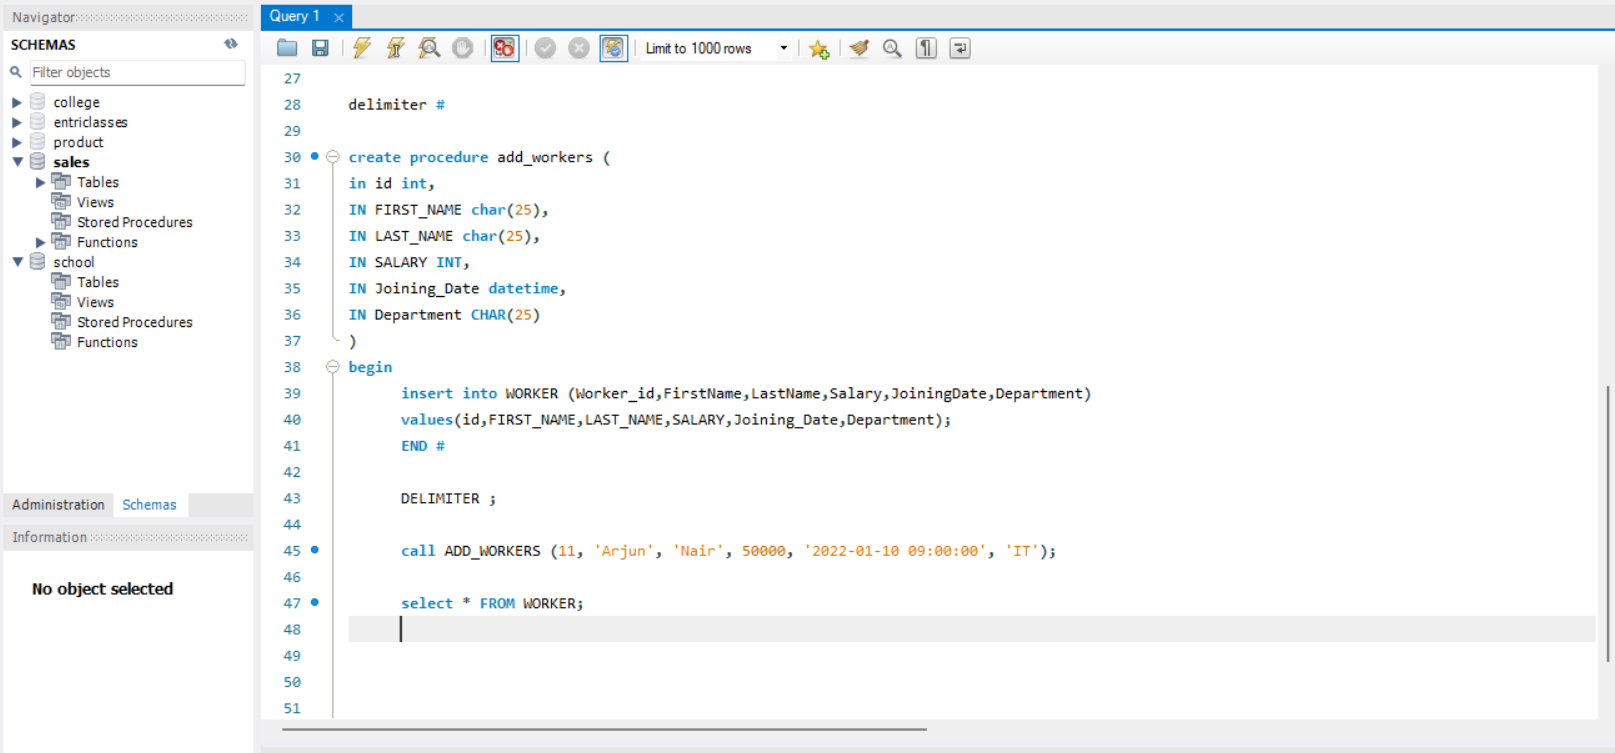 Navigator
SCHEMAS
Filter objects
college
entriclasses
product
sales
Tables
Views
Stored Procedures
Functions
school
Tables
Views
Stored Procedures
Functions
Administration Schemas
Information
No object selected
Query 1
Limit to 1000 rows
27
28 delimiter #
29
30 create procedure add_workers (
31 in id int,
32 IN FIRST_NAME char(25),
33 IN LAST_NAME char(25),
34 IN SALARY INT,
35 IN Joining_Date datetime,
36 IN Department CHAR(25)
37 )
38 begin
39 insert into WORKER (Worker_id,FirstName,LastName,Salary,JoiningDate,Department)
40 values(id,FIRST_NAME,LAST_NAME,SALARY,Joining_Date,Department);
41 END #
42
43 DELIMITER ;
44
45 call ADD_WORKERS (11, 'Arjun', 'Nair', 50000, '2022-01-10 09:00:00', 'IT');
46
47 select * FROM WORKER;
48
49
50
51